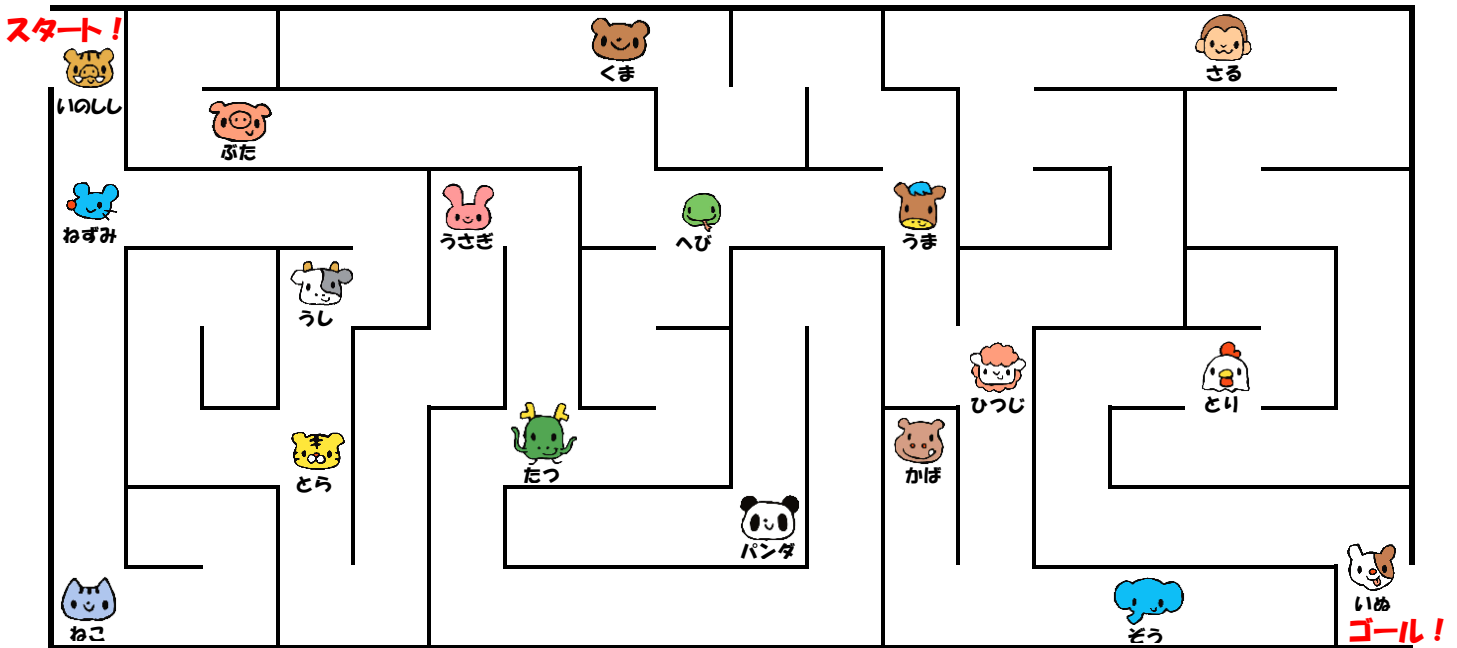 スタート！
くま
さる
いのしし
ぶた
ねずみ
うさぎ
へび
うま
うし
ひつじ
とり
とら
たつ
かば
パンダ
ねこ
ぞう
いぬ
ゴール！